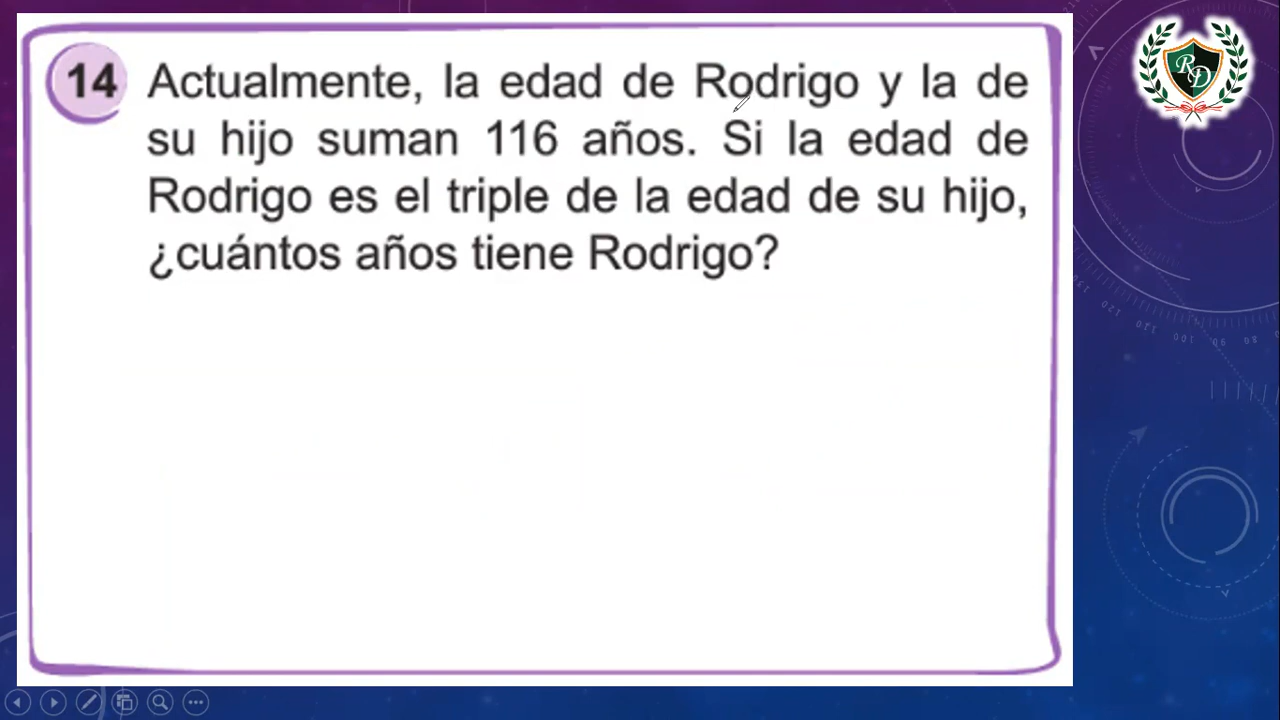 14 Actualmente, la edad de Rodrigo y la de
su hijo suman 116 años. Si la edad de
Rodrigo es el triple de la edad de su hijo,
¿cuántos años tiene Rodrigo?
RD